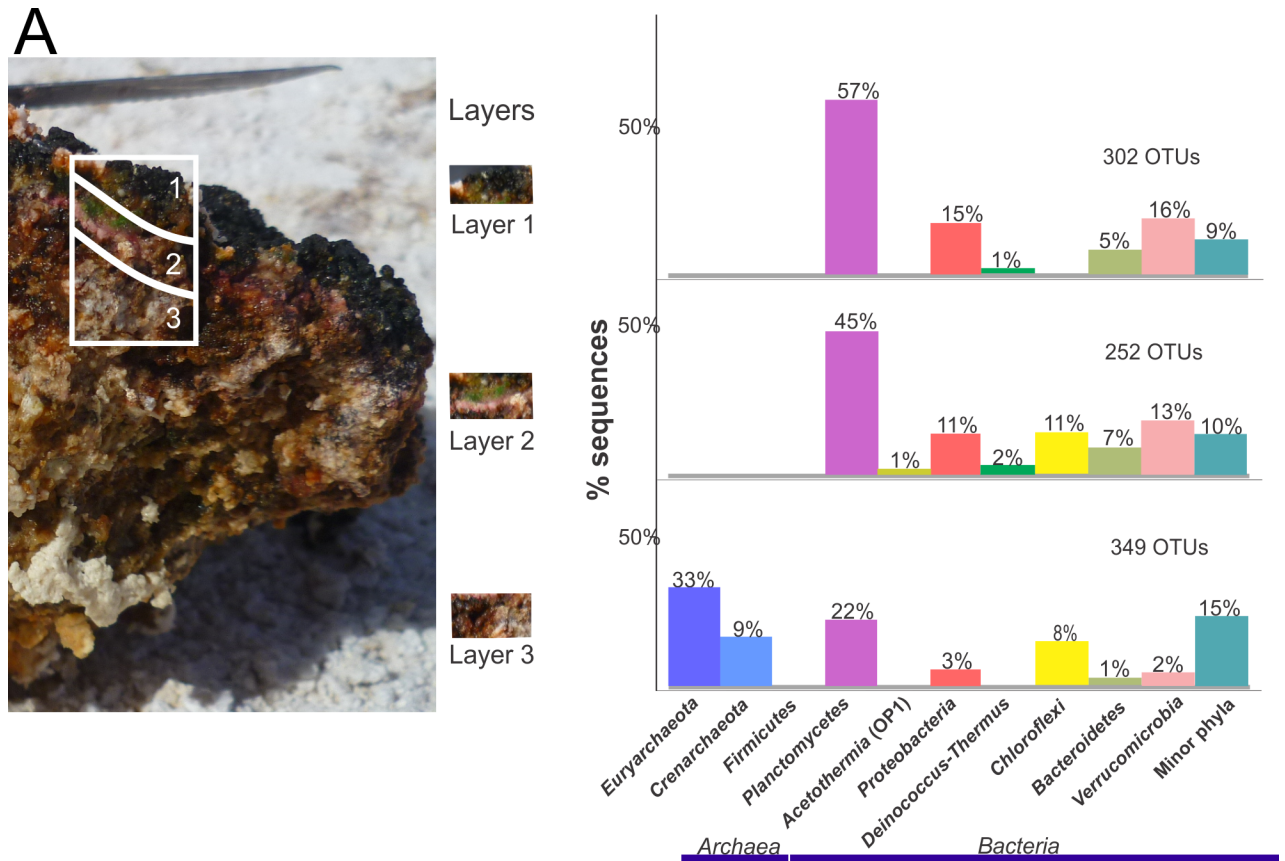 A
Layers
1
2
3
Layer 1
Layer 2
Layer 3
% sequences
50%
57%
15%
1%
5%
16%
9%
302 OTUs
50%
45%
1%
11%
2%
11%
7%
13%
10%
252 OTUs
50%
33%
9%
22%
3%
8%
1%
2%
15%
349 OTUs
Euryarchaeota
Crenarchaeota
Firmicutes
Planctomycetes
Acetothermia (OP1)
Proteobacteria
Deinococcus-Thermus
Chloroflexi
Bacteroidetes
Verrucomicrobia
Minor phyla
Archaea
Bacteria